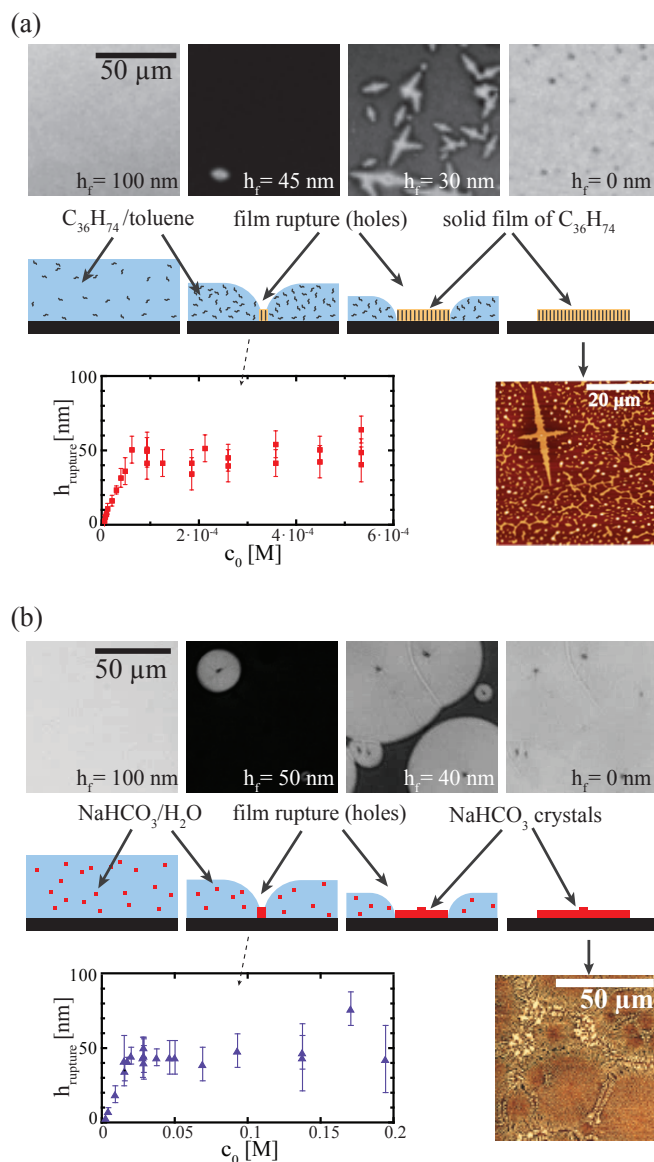 (a)
50 µm
h_f= 100 nm
h_f= 45 nm
h_f= 30 nm
h_f= 0 nm
C₃₆H₇₄/toluene
film rupture (holes)
solid film of C₃₆H₇₄
20 µm
100
50
0
h_rupture [nm]
2·10⁻⁴
4·10⁻⁴
6·10⁻⁴
c₀ [M]
(b)
50 µm
h_f= 100 nm
h_f= 50 nm
h_f= 40 nm
h_f= 0 nm
NaHCO₃/H₂O
film rupture (holes)
NaHCO₃ crystals
50 µm
100
50
0
h_rupture [nm]
0
0.05
0.1
0.15
0.2
c₀ [M]